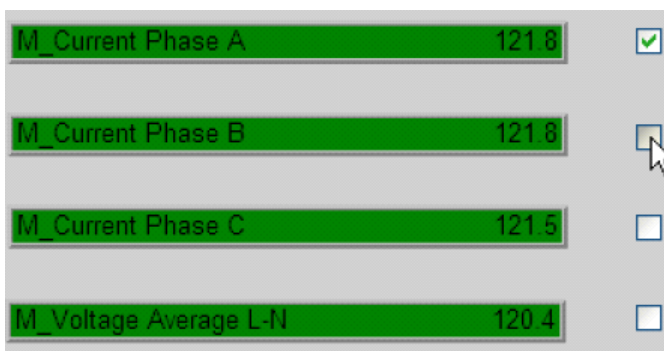 M_Current Phase A 121.8
M_Current Phase B 121.8
M_Current Phase C 121.5
M_Voltage Average L-N 120.4